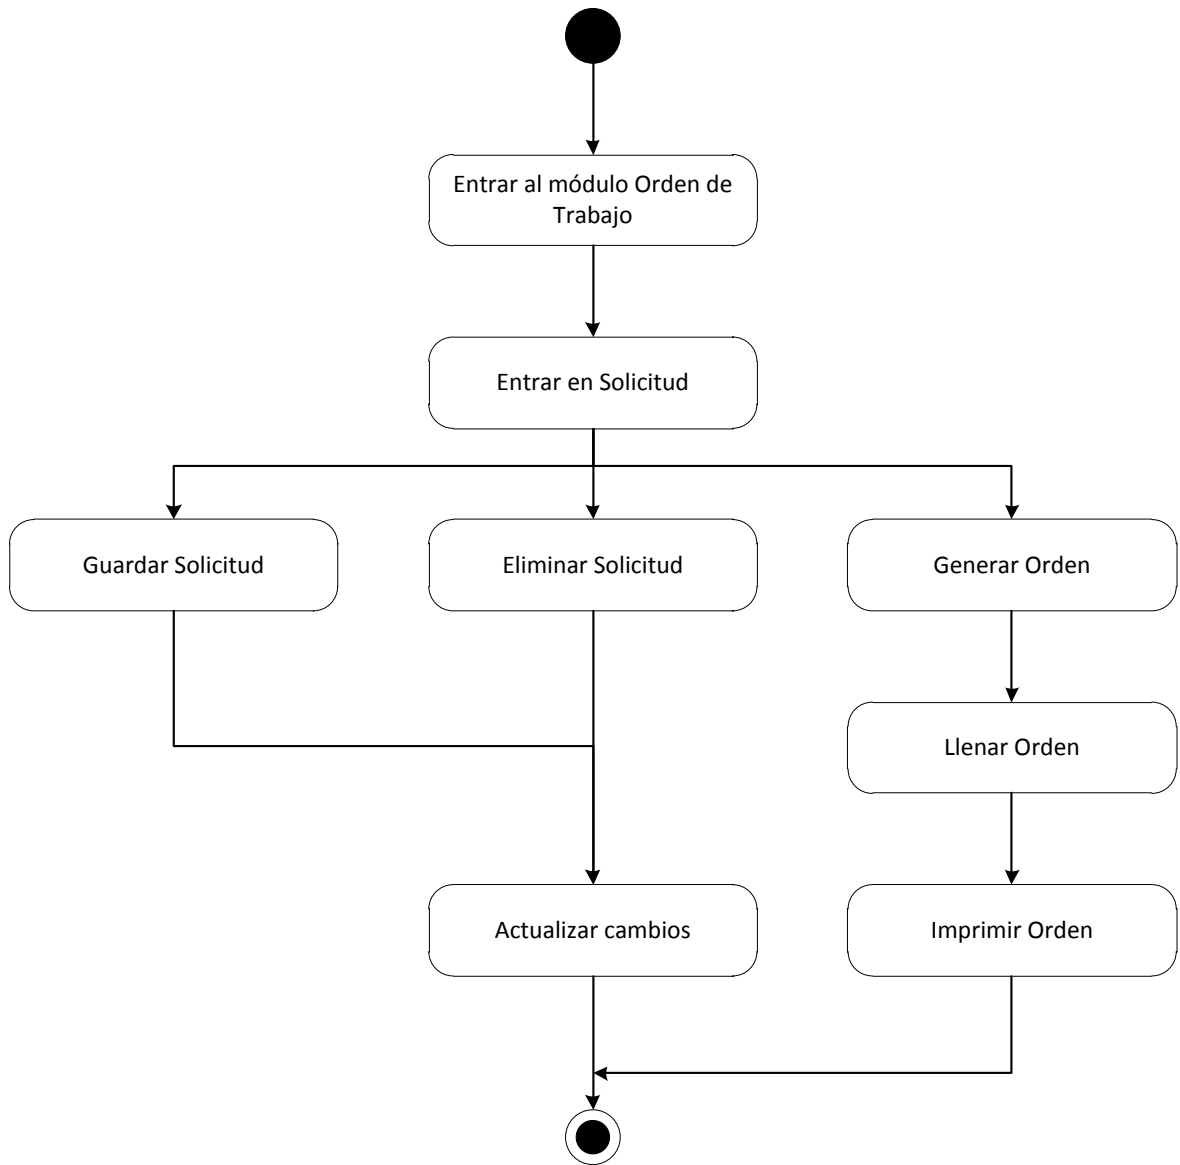 Entrar al módulo Orden de
Trabajo
Entrar en Solicitud
Guardar Solicitud
Eliminar Solicitud
Generar Orden
Llenar Orden
Actualizar cambios
Imprimir Orden